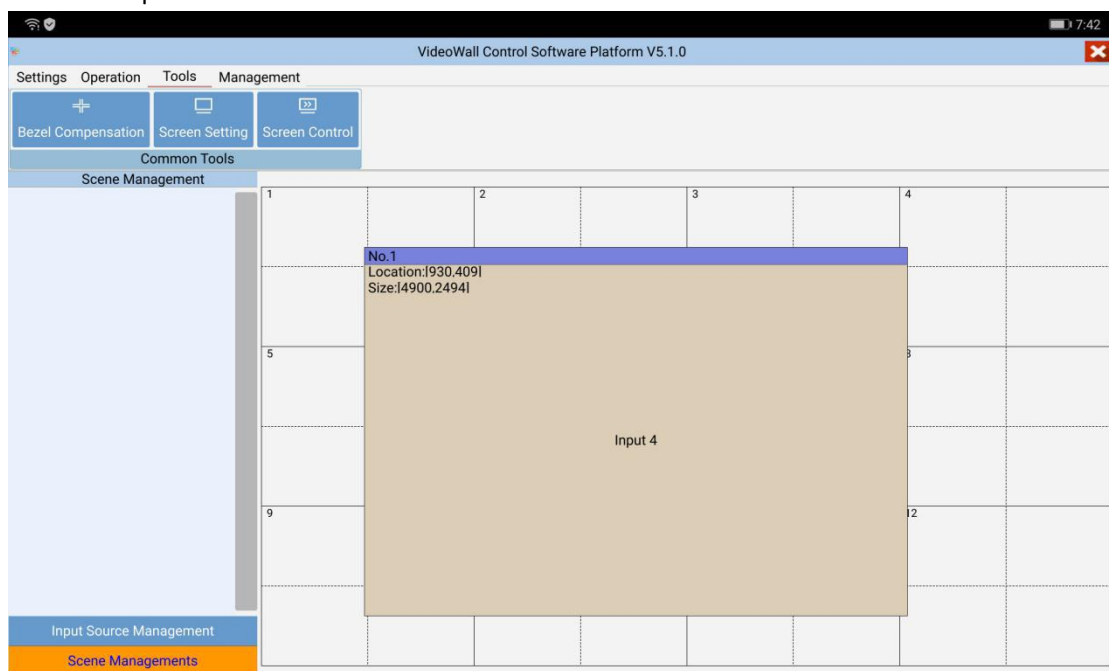 7:42
VideoWall Control Software Platform V5.1.0
Settings Operation Tools Management
Bezel Compensation Screen Setting Screen Control
Common Tools
Scene Management
1 2 3 4
No.1
Location:|930,409|
Size:|4900,2494|
5
Input 4
9 12
Input Source Management
Scene Managements